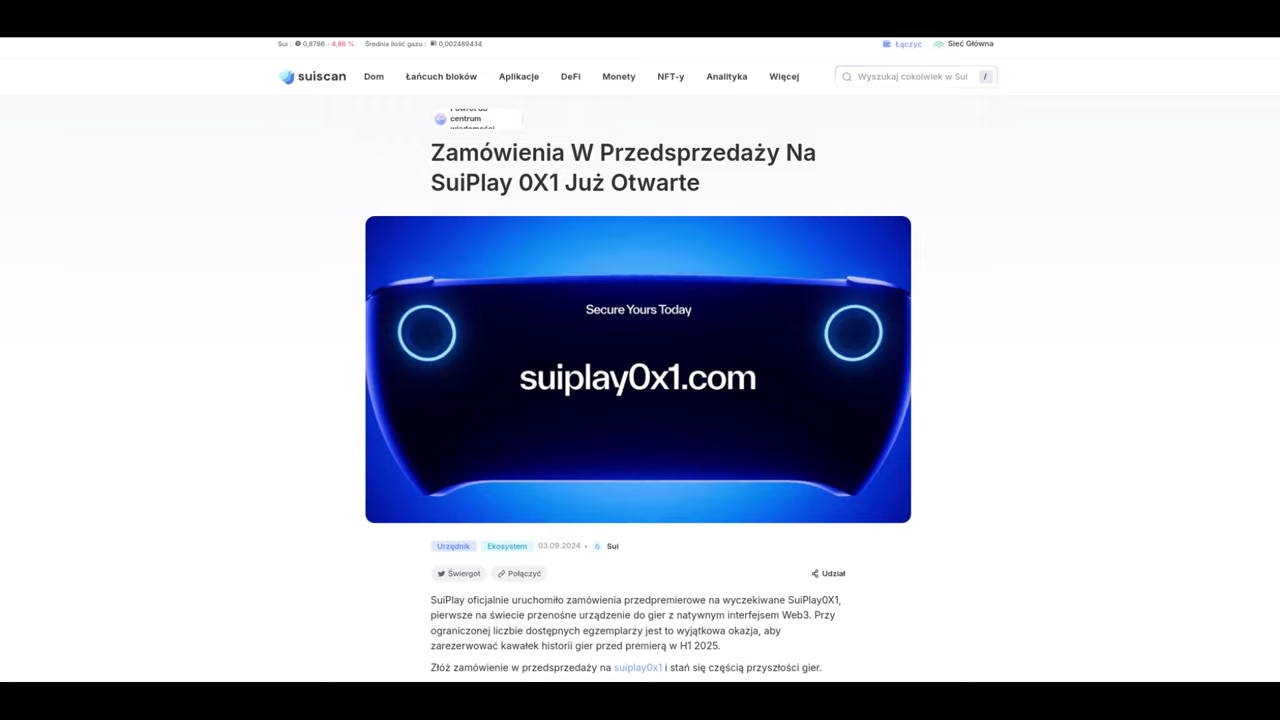 Sui : 0,8786 - 4,86 % Średnia ilość gazu : 0,002489434 Łączyć Sieć Główna
suiscan Dom Łańcuch bloków Aplikacje DeFi Monety NFT-y Analityka Więcej Wyszukaj cokolwiek w Sui /
Powrót do
centrum
wiadomości
Zamówienia W Przedsprzedaży Na
SuiPlay 0X1 Już Otwarte
Secure Yours Today
suiplay0x1.com
Urzędnik Ekosystem 03.09.2024 • Sui
Świergot Połączyć Udział
SuiPlay oficjalnie uruchomiło zamówienia przedpremierowe na wyczekiwane SuiPlay0X1,
pierwsze na świecie przenośne urządzenie do gier z natywnym interfejsem Web3. Przy
ograniczonej liczbie dostępnych egzemplarzy jest to wyjątkowa okazja, aby
zarezerwować kawałek historii gier przed premierą w H1 2025.
Złóż zamówienie w przedsprzedaży na suiplay0x1 i stań się częścią przyszłości gier.